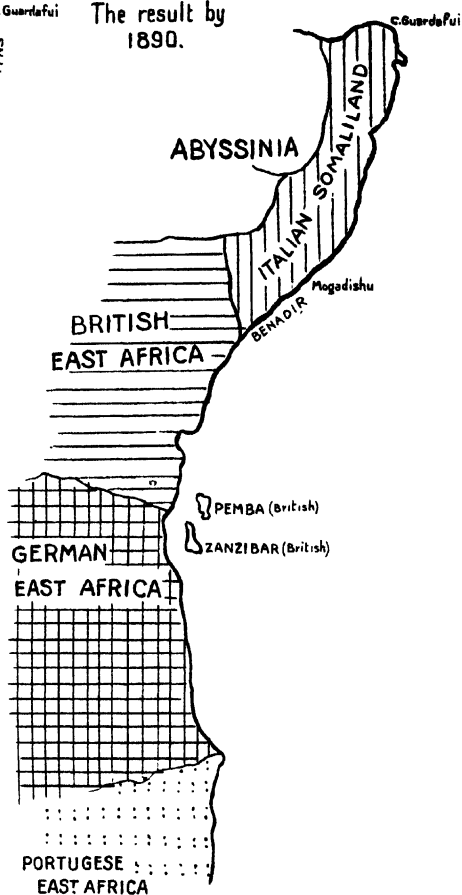 Guardafui
The result by
1890.
C.Guardafui
ABYSSINIA
ITALIAN SOMALILAND
Mogadishu
BENADIR
BRITISH
EAST AFRICA
PEMBA (British)
ZANZIBAR (British)
GERMAN
EAST AFRICA
PORTUGESE
EAST AFRICA